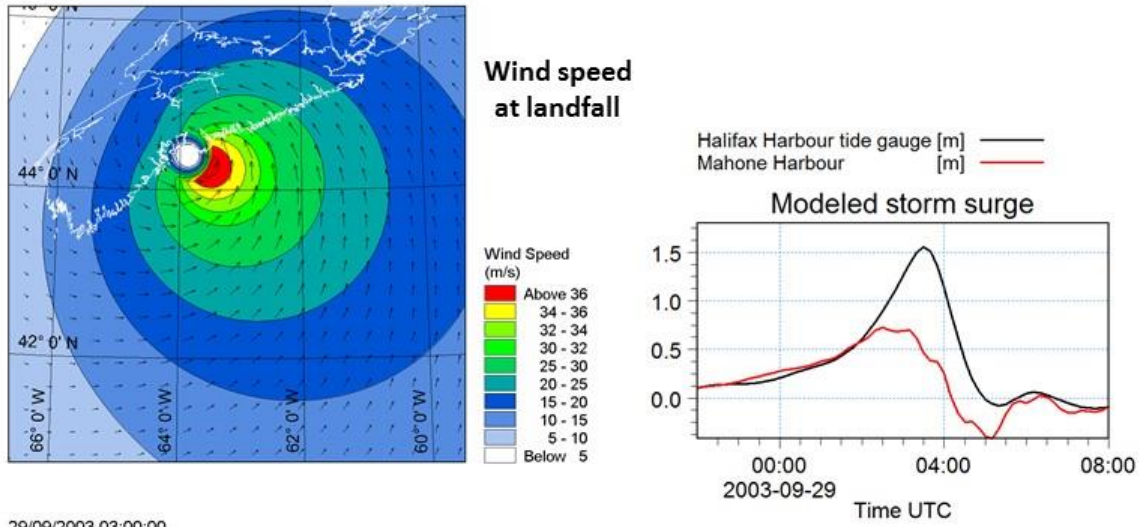 Wind speed
at landfall
44° 0' N
42° 0' N
66° 0' W
64° 0' W
62° 0' W
60° 0' W
Wind Speed
(m/s)
Above 36
34 - 36
32 - 34
30 - 32
25 - 30
20 - 25
15 - 20
10 - 15
5 - 10
Below 5
Halifax Harbour tide gauge [m]
Mahone Harbour [m]
Modeled storm surge
1.5
1.0
0.5
0.0
00:00 04:00 08:00
2003-09-29
Time UTC
29/09/2003 03:00:00